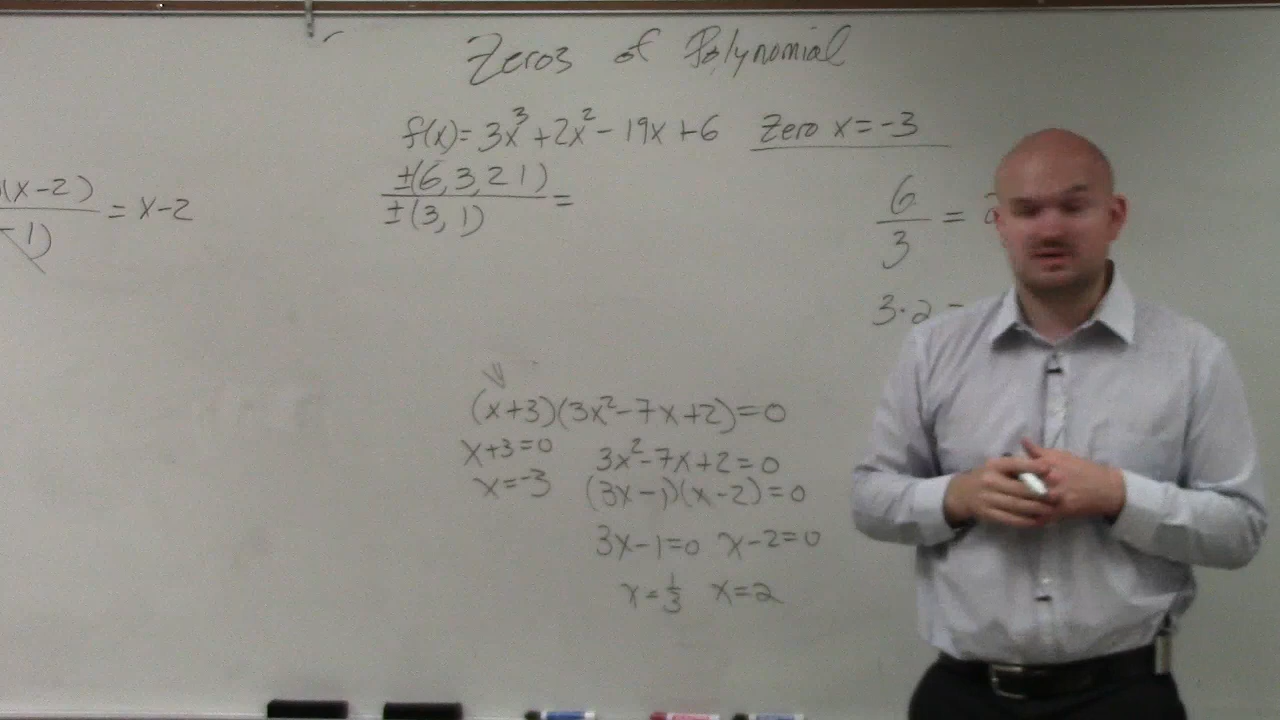 Zeros of Polynomial
f(x)= 3x³+2x²-19x+6 Zero x=-3
±(6,3,2 1)
±(3, 1)
=
(x-2)
-1)
= x-2
6
3
=
3·2 =
(x+3)(3x²-7x+2)=0
x+3=0
x=-3
3x²-7x+2=0
(3x-1)(x-2)=0
3x-1=0 x-2=0
x=1/3 x=2